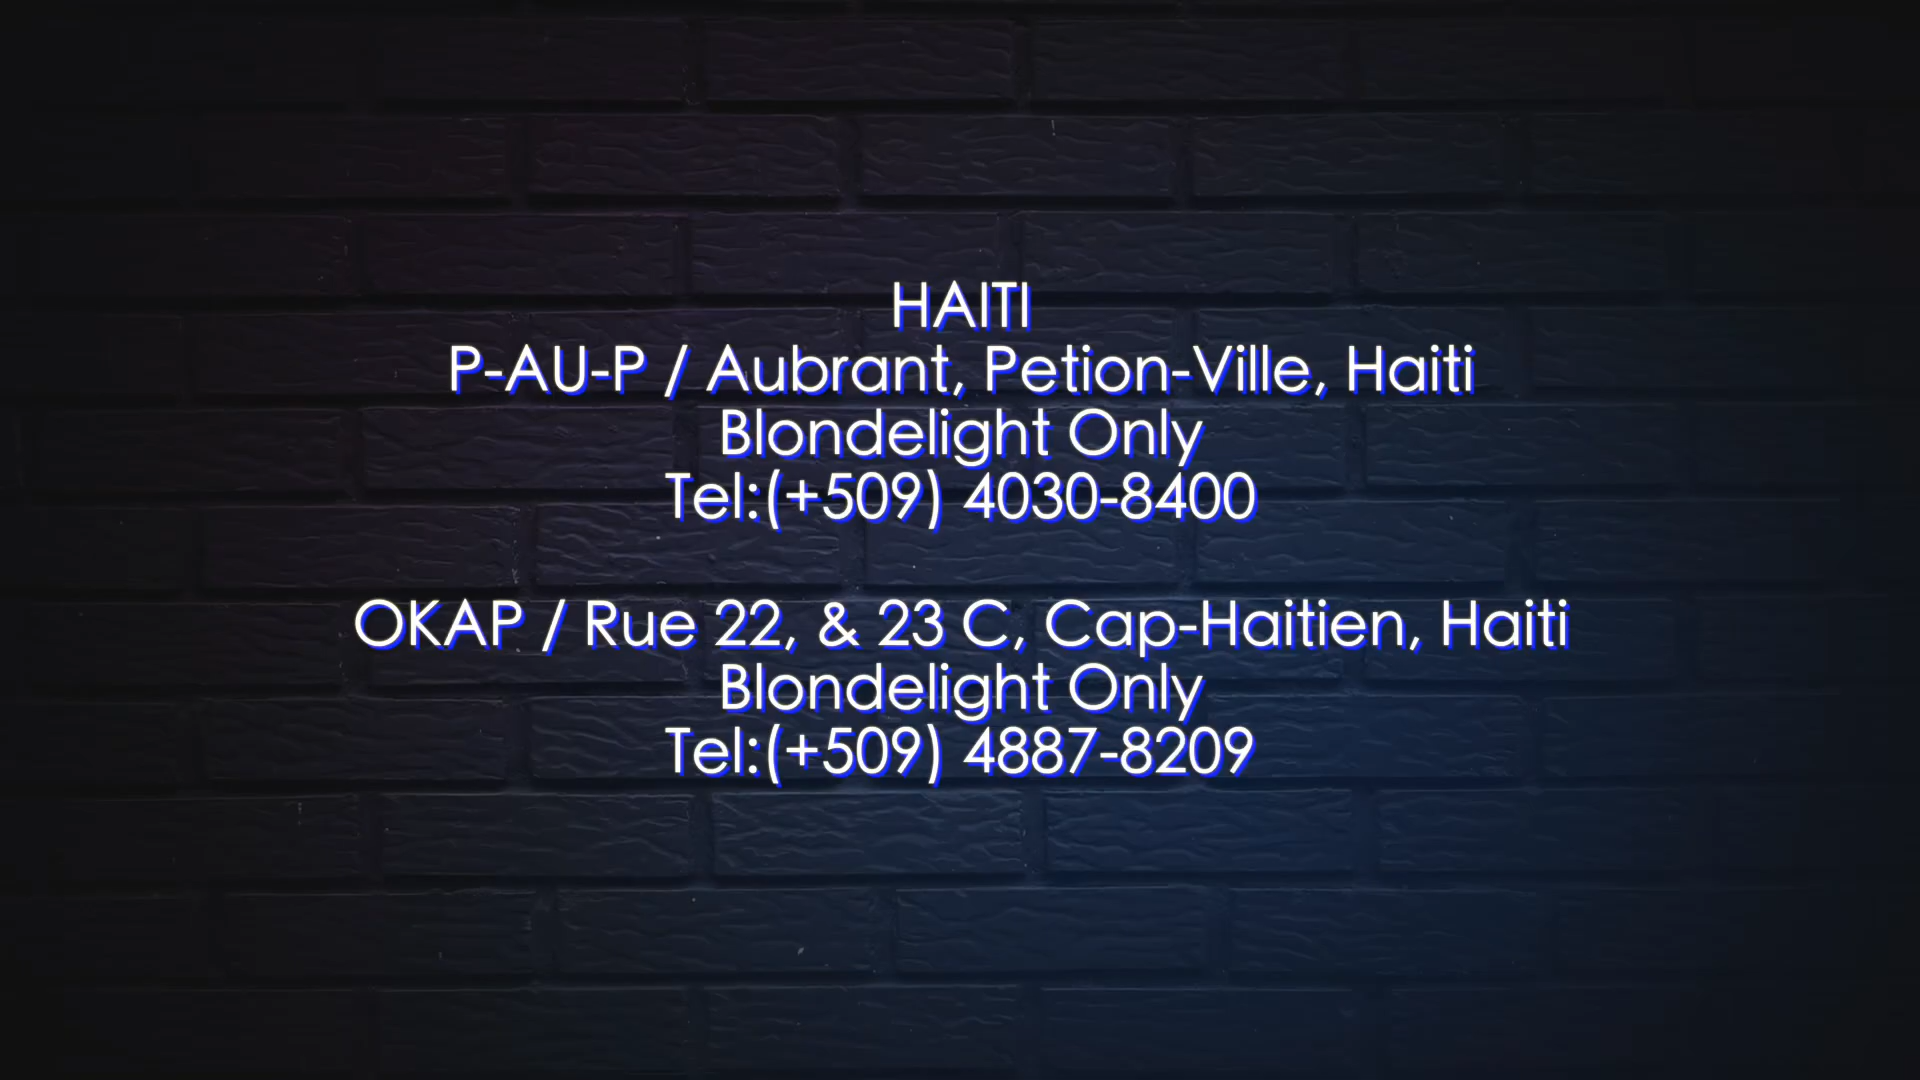 HAITI
P-AU-P / Aubrant, Petion-Ville, Haiti
Blondelight Only
Tel:(+509) 4030-8400
OKAP / Rue 22, & 23 C, Cap-Haitien, Haiti
Blondelight Only
Tel:(+509) 4887-8209